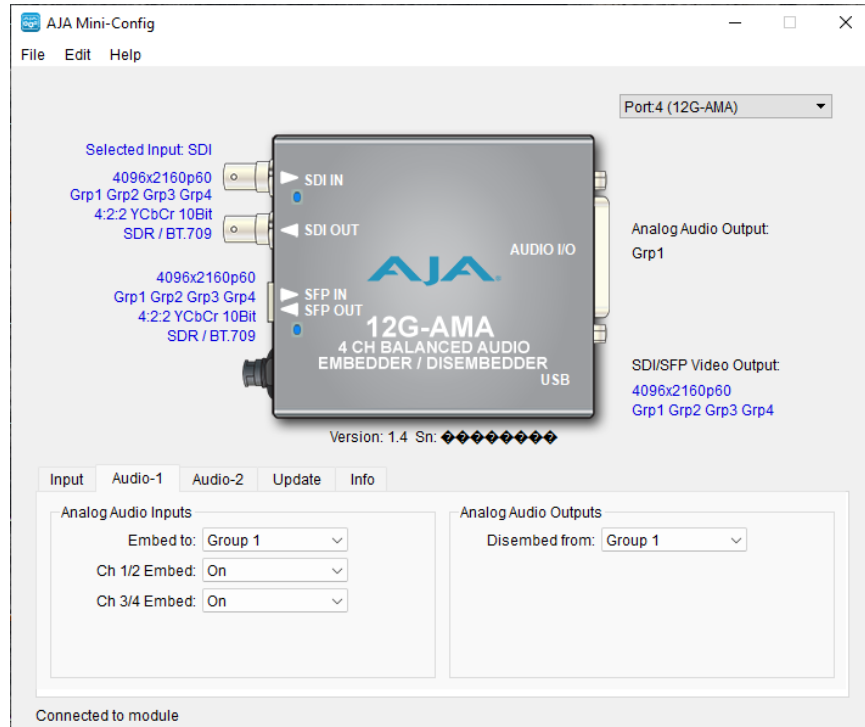 AJA Mini-Config
File Edit Help
Port:4 (12G-AMA)
Selected Input: SDI
4096x2160p60
Grp1 Grp2 Grp3 Grp4
4:2:2 YCbCr 10Bit
SDR / BT.709
4096x2160p60
Grp1 Grp2 Grp3 Grp4
4:2:2 YCbCr 10Bit
SDR / BT.709
SDI IN
SDI OUT
AUDIO I/O
AJA
SFP IN
SFP OUT
12G-AMA
4 CH BALANCED AUDIO
EMBEDDER / DISEMBEDDER
USB
Analog Audio Output:
Grp1
SDI/SFP Video Output:
4096x2160p60
Grp1 Grp2 Grp3 Grp4
Version: 1.4 Sn: ��������
Input Audio-1 Audio-2 Update Info
Analog Audio Inputs
Embed to: Group 1
Ch 1/2 Embed: On
Ch 3/4 Embed: On
Analog Audio Outputs
Disembed from: Group 1
Connected to module